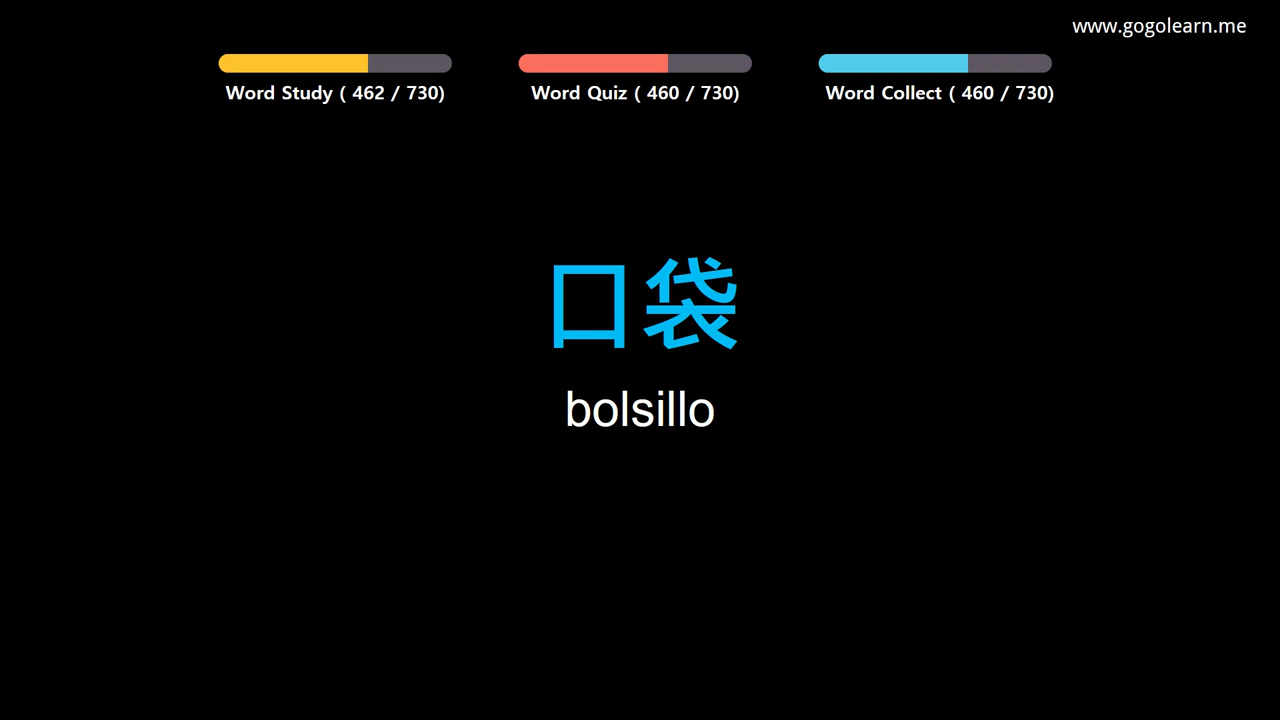 www.gogolearn.me
Word Study ( 462 / 730)
Word Quiz ( 460 / 730)
Word Collect ( 460 / 730)
口袋
bolsillo